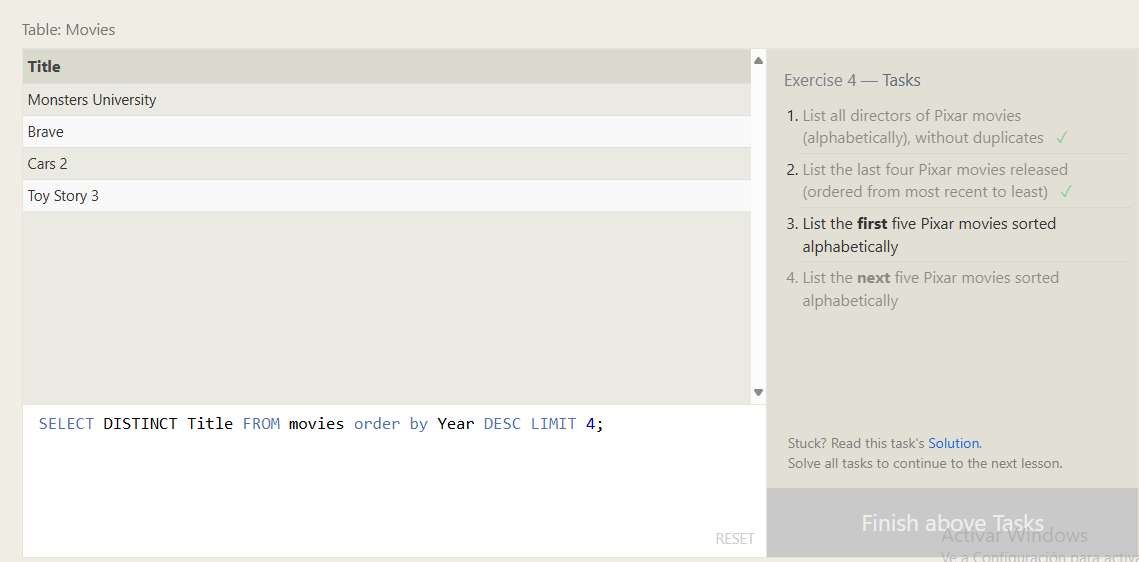 Table: Movies
Title
Monsters University
Brave
Cars 2
Toy Story 3
SELECT DISTINCT Title FROM movies order by Year DESC LIMIT 4;
RESET
Exercise 4 — Tasks
1. List all directors of Pixar movies
(alphabetically), without duplicates ✓
2. List the last four Pixar movies released
(ordered from most recent to least) ✓
3. List the first five Pixar movies sorted
alphabetically
4. List the next five Pixar movies sorted
alphabetically
Stuck? Read this task's Solution.
Solve all tasks to continue to the next lesson.
Finish above Tasks
Activar Windows
Ve a Configuración para activa